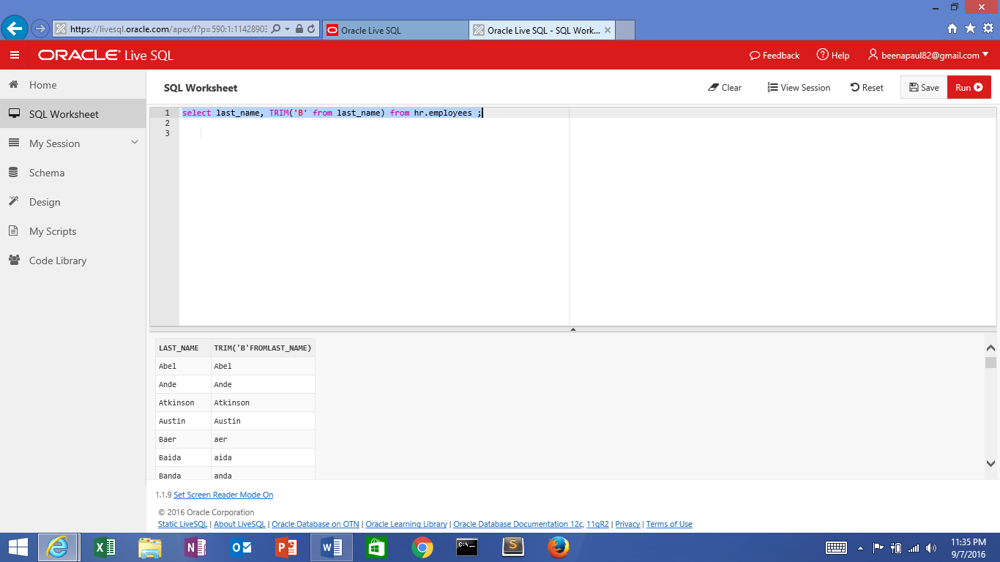 https://livesql.oracle.com/apex/f?p=590:1:11428903
Oracle Live SQL
Oracle Live SQL - SQL Work...
ORACLE Live SQL
Feedback
Help
beenapaul82@gmail.com
Home
SQL Worksheet
My Session
Schema
Design
My Scripts
Code Library
SQL Worksheet
Clear
View Session
Reset
Save
Run
1 select last_name, TRIM('B' from last_name) from hr.employees ;
2
3
LAST_NAME TRIM('B'FROMLAST_NAME)
Abel Abel
Ande Ande
Atkinson Atkinson
Austin Austin
Baer aer
Baida aida
Banda anda
1.1.9 Set Screen Reader Mode On
© 2016 Oracle Corporation
Static LiveSQL | About LiveSQL | Oracle Database on OTN | Oracle Learning Library | Oracle Database Documentation 12c, 11gR2 | Privacy | Terms of Use
11:35 PM
9/7/2016